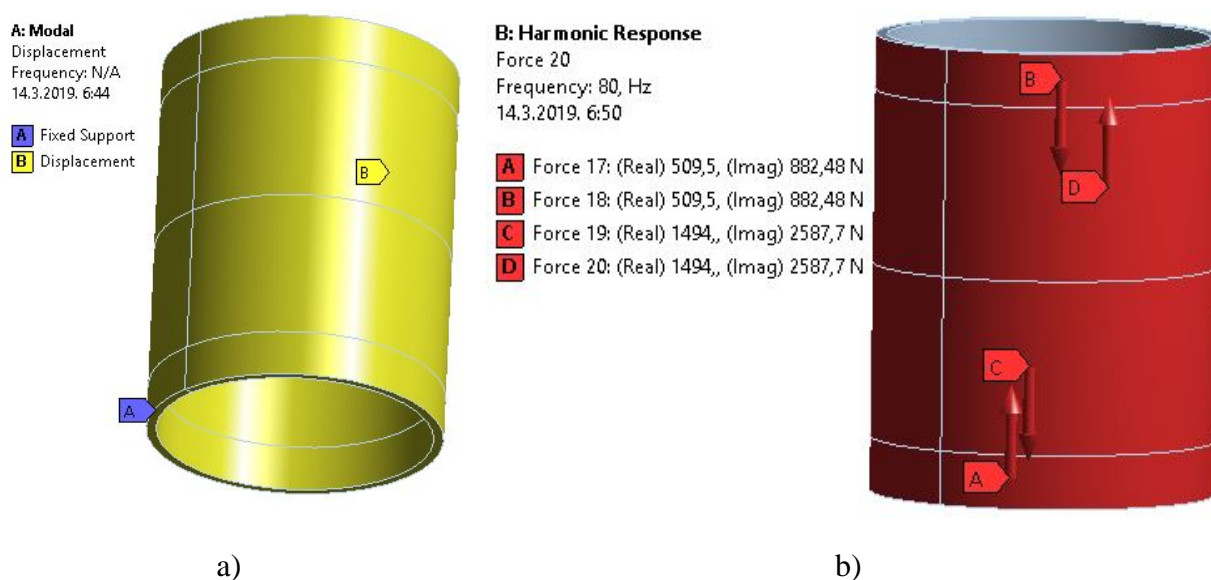 A: Modal
Displacement
Frequency: N/A
14.3.2019. 6:44
A Fixed Support
B Displacement
B
A
B: Harmonic Response
Force 20
Frequency: 80, Hz
14.3.2019. 6:50
A Force 17: (Real) 509,5, (Imag) 882,48 N
B Force 18: (Real) 509,5, (Imag) 882,48 N
C Force 19: (Real) 1494,, (Imag) 2587,7 N
D Force 20: (Real) 1494,, (Imag) 2587,7 N
B
D
C
A
a)
b)